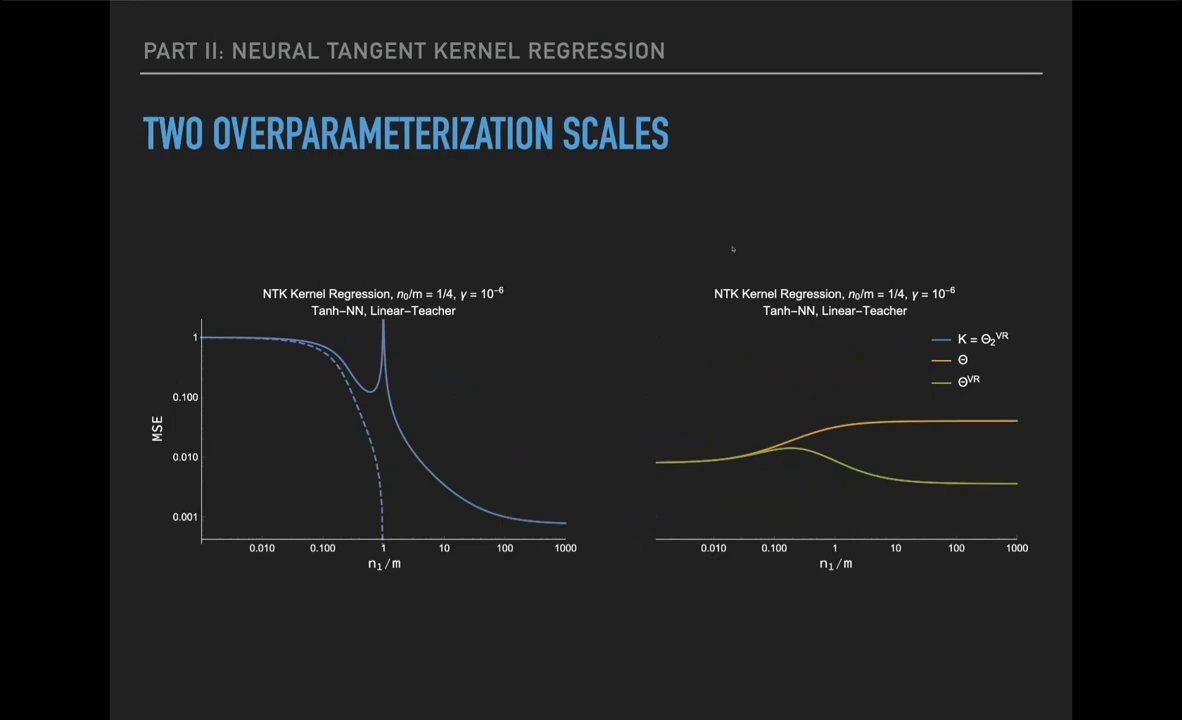 PART II: NEURAL TANGENT KERNEL REGRESSION
TWO OVERPARAMETERIZATION SCALES
NTK Kernel Regression, n₀/m = 1/4, γ = 10⁻⁶
Tanh–NN, Linear–Teacher
1
0.100
0.010
0.001
MSE
0.010 0.100 1 10 100 1000
n₁/m
NTK Kernel Regression, n₀/m = 1/4, γ = 10⁻⁶
Tanh–NN, Linear–Teacher
K = Θ₂ⱽᴿ
Θ
Θⱽᴿ
0.010 0.100 1 10 100 1000
n₁/m